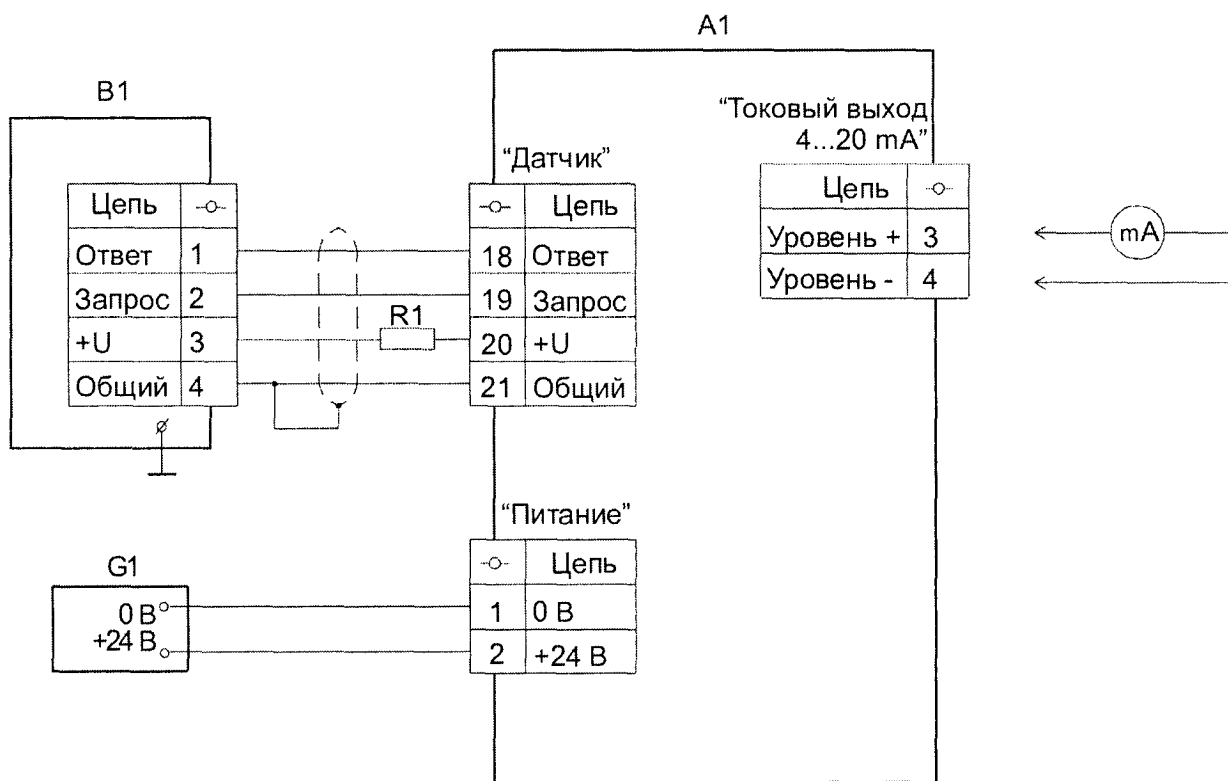 A1
B1
“Токовый выход
4...20 mA”
“Датчик”
Цепь
Ответ 1
Запрос 2
+U 3
Общий 4
Цепь
18 Ответ
19 Запрос
20 +U
21 Общий
R1
Цепь
Уровень + 3
Уровень - 4
mA
“Питание”
G1
0 В
+24 В
Цепь
1 0 В
2 +24 В